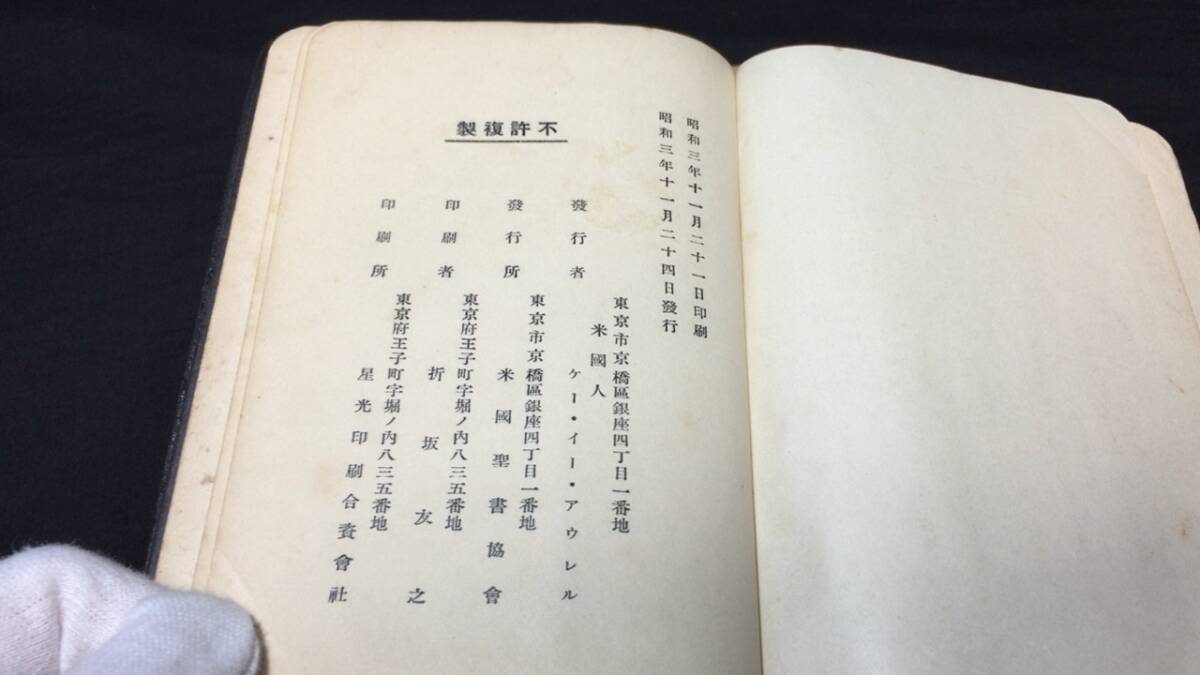 昭和三年十一月二十一日印刷
昭和三年十一月二十四日發行
不許複製
發行者
東京市京橋區銀座四丁目一番地
米國人
ケー・イー・アウレル
發行所
東京市京橋區銀座四丁目一番地
米國聖書協會
印刷者
東京府王子町字堀ノ内八三五番地
折坂友之
印刷所
東京府王子町字堀ノ内八三五番地
星光印刷合資會社